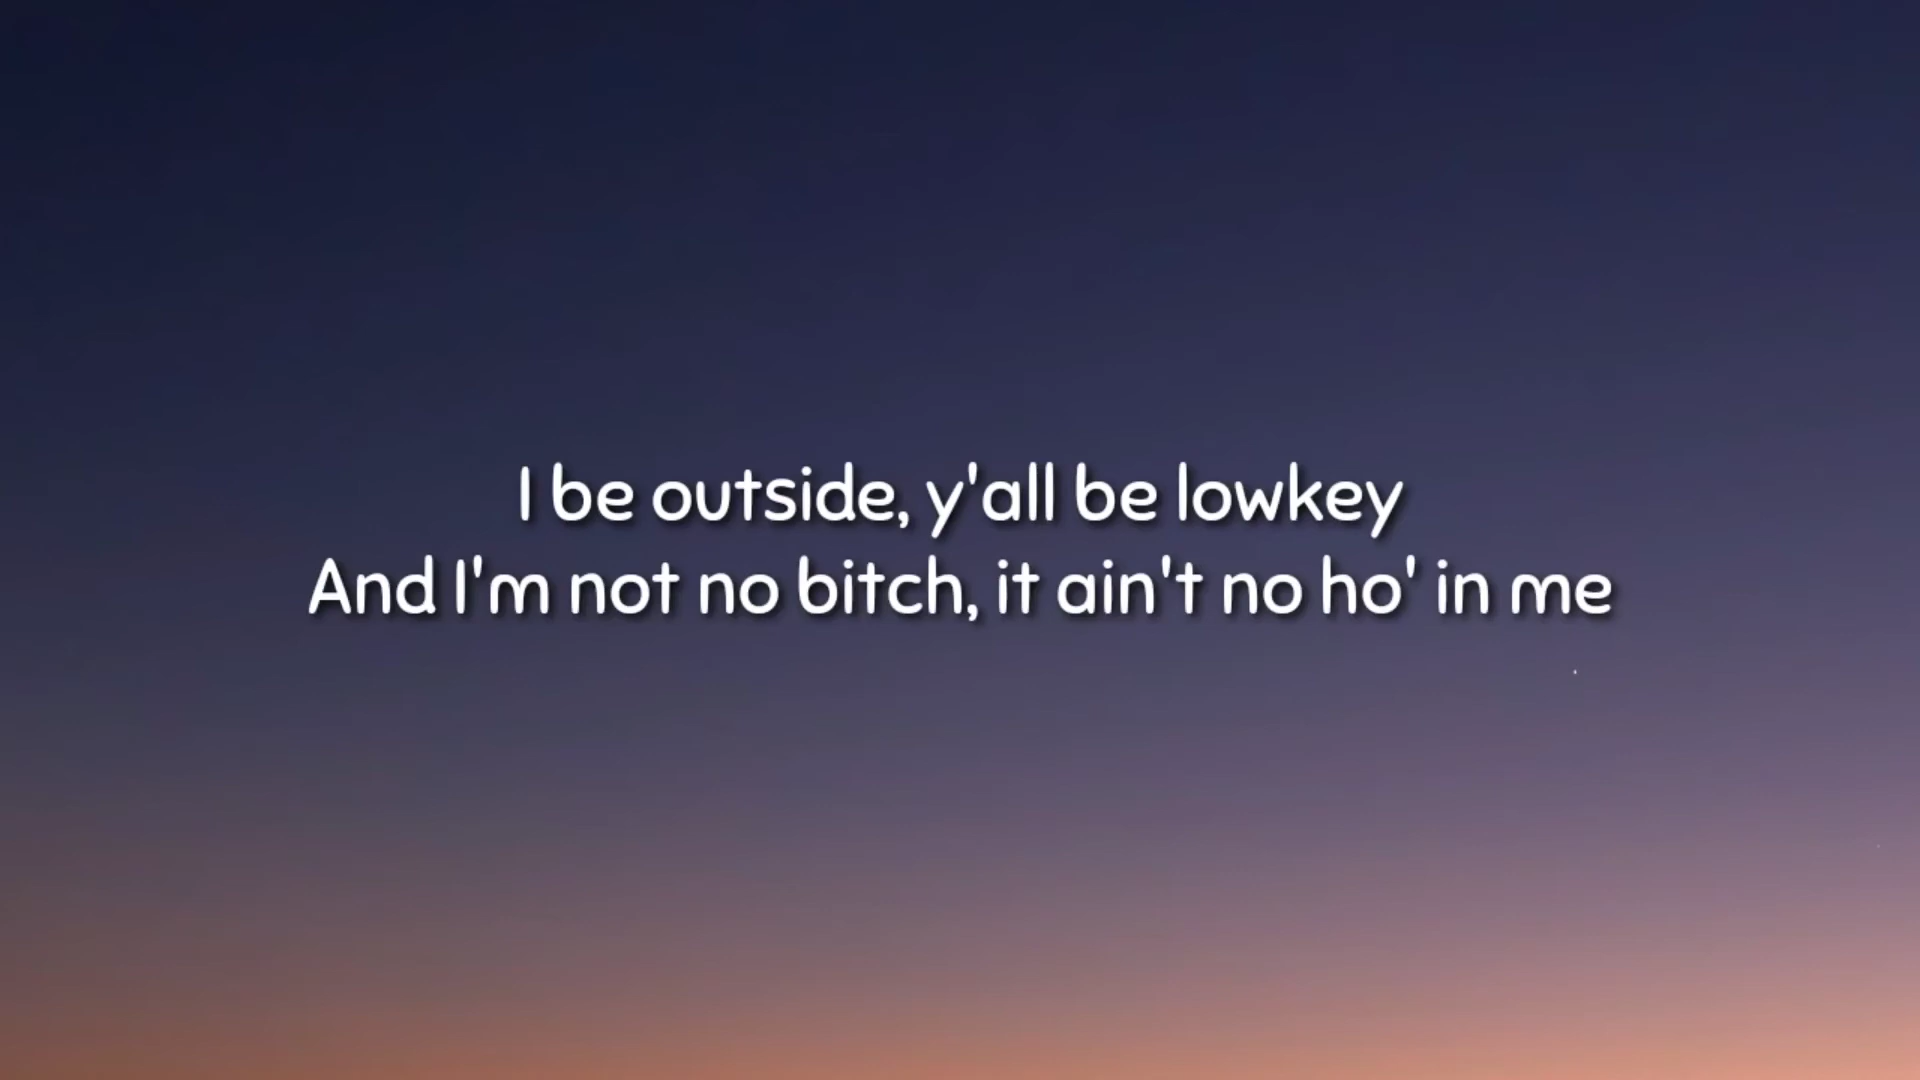 I be outside, y'all be lowkey
And I'm not no bitch, it ain't no ho' in me